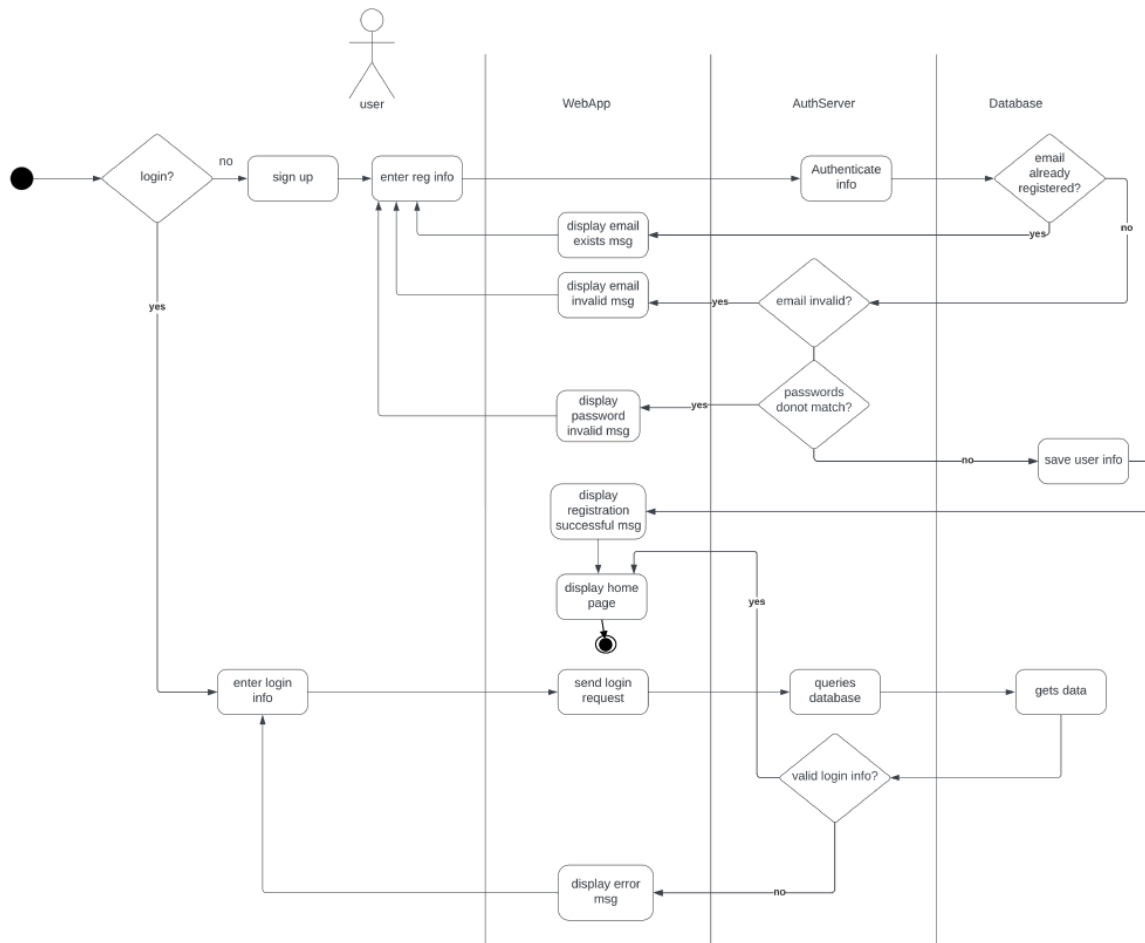 user
WebApp
AuthServer
Database
login?
no
sign up
enter reg info
Authenticate
info
email
already
registered?
display email
exists msg
yes
no
display email
invalid msg
yes
email invalid?
yes
display
password
invalid msg
yes
passwords
donot match?
no
save user info
display
registration
successful msg
display home
page
yes
enter login
info
send login
request
queries
database
gets data
valid login info?
display error
msg
no